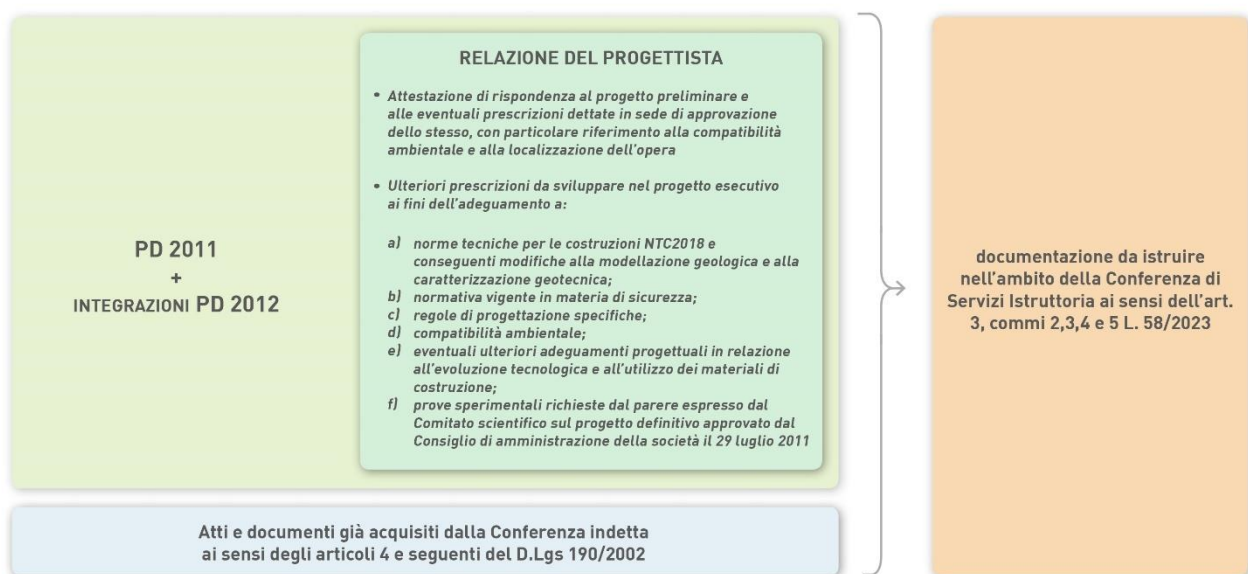 RELAZIONE DEL PROGETTISTA
• Attestazione di rispondenza al progetto preliminare e
alle eventuali prescrizioni dettate in sede di approvazione
dello stesso, con particolare riferimento alla compatibilità
ambientale e alla localizzazione dell'opera
• Ulteriori prescrizioni da sviluppare nel progetto esecutivo
ai fini dell'adeguamento a:
a) norme tecniche per le costruzioni NTC2018 e
conseguenti modifiche alla modellazione geologica e alla
caratterizzazione geotecnica;
b) normativa vigente in materia di sicurezza;
c) regole di progettazione specifiche;
d) compatibilità ambientale;
e) eventuali ulteriori adeguamenti progettuali in relazione
all'evoluzione tecnologica e all'utilizzo dei materiali di
costruzione;
f) prove sperimentali richieste dal parere espresso dal
Comitato scientifico sul progetto definitivo approvato dal
Consiglio di amministrazione della società il 29 luglio 2011
PD 2011
+
INTEGRAZIONI PD 2012
Atti e documenti già acquisiti dalla Conferenza indetta
ai sensi degli articoli 4 e seguenti del D.Lgs 190/2002
documentazione da istruire
nell'ambito della Conferenza di
Servizi Istruttoria ai sensi dell'art.
3, commi 2,3,4 e 5 L. 58/2023